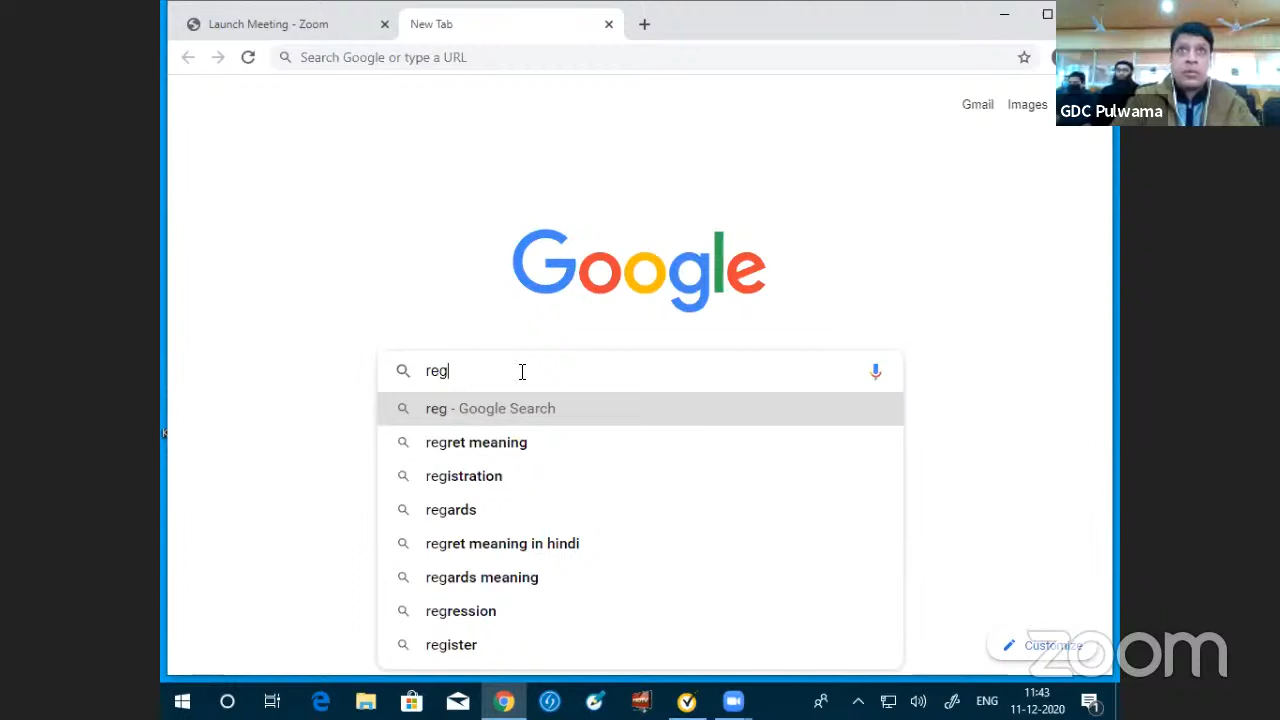 Launch Meeting - Zoom
New Tab
Search Google or type a URL
Gmail Images
GDC Pulwama
Google
reg
reg - Google Search
regret meaning
registration
regards
regret meaning in hindi
regards meaning
regression
register
Customize
zoom
ENG
11:43
11-12-2020
1